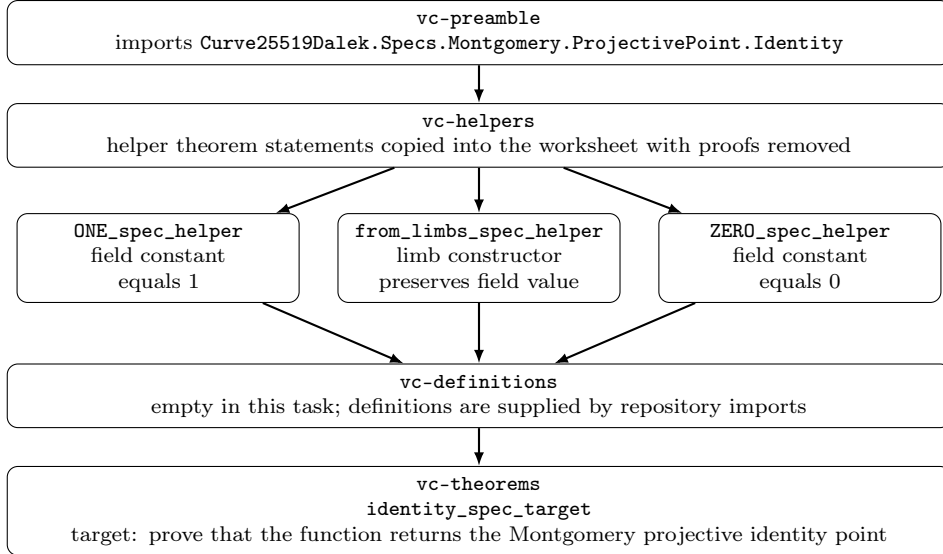 vc-preamble
imports Curve25519Dalek.Specs.Montgomery.ProjectivePoint.Identity
vc-helpers
helper theorem statements copied into the worksheet with proofs removed
ONE_spec_helper
field constant
equals 1
from_limbs_spec_helper
limb constructor
preserves field value
ZERO_spec_helper
field constant
equals 0
vc-definitions
empty in this task; definitions are supplied by repository imports
vc-theorems
identity_spec_target
target: prove that the function returns the Montgomery projective identity point